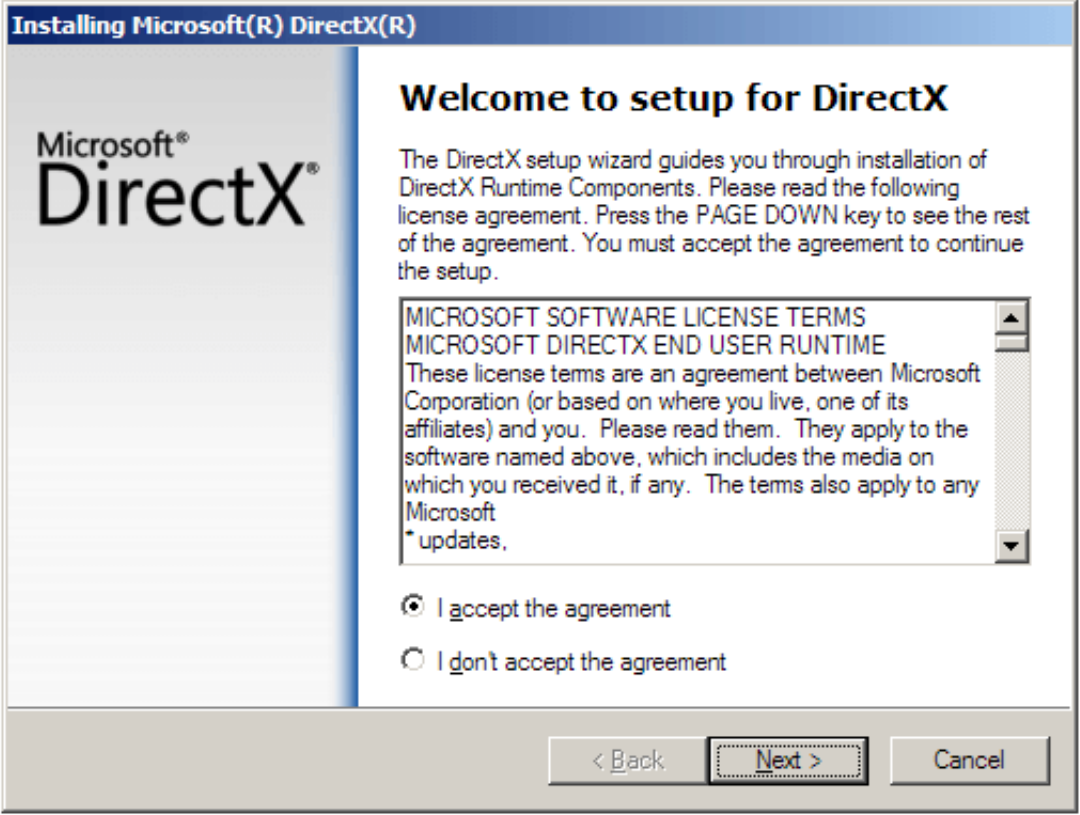 Installing Microsoft(R) DirectX(R)
Microsoft®
DirectX®
Welcome to setup for DirectX
The DirectX setup wizard guides you through installation of
DirectX Runtime Components. Please read the following
license agreement. Press the PAGE DOWN key to see the rest
of the agreement. You must accept the agreement to continue
the setup.
MICROSOFT SOFTWARE LICENSE TERMS
MICROSOFT DIRECTX END USER RUNTIME
These license terms are an agreement between Microsoft
Corporation (or based on where you live, one of its
affiliates) and you.  Please read them.  They apply to the
software named above, which includes the media on
which you received it, if any.  The terms also apply to any
Microsoft
* updates,
I accept the agreement
I don't accept the agreement
< Back
Next >
Cancel